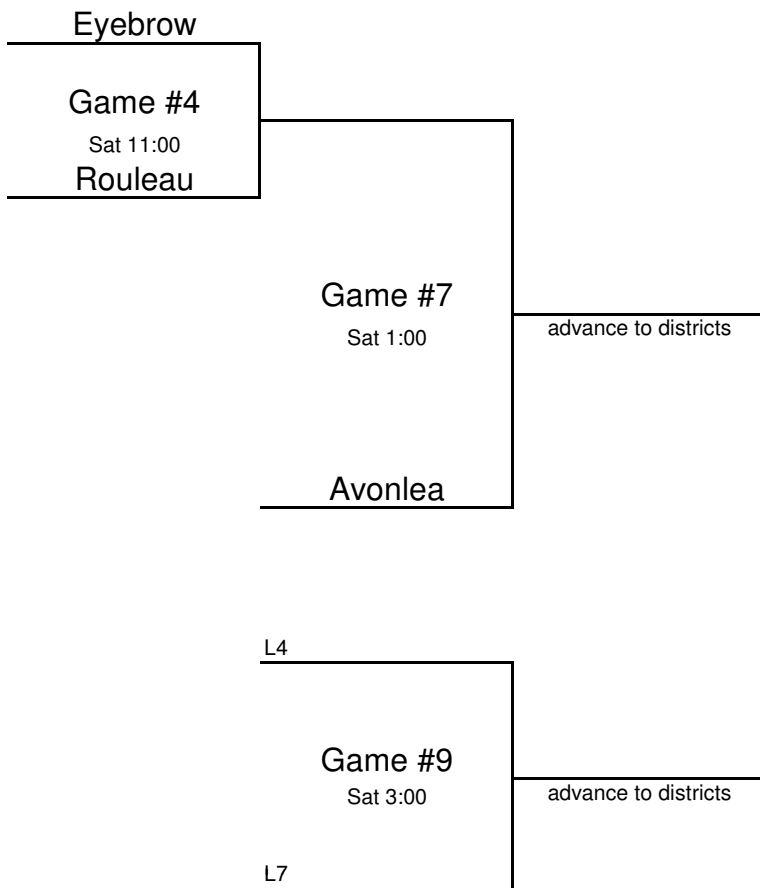 Eyebrow
Game #4
Sat 11:00
Rouleau
Game #7
Sat 1:00
advance to districts
Avonlea
L4
Game #9
Sat 3:00
advance to districts
L7